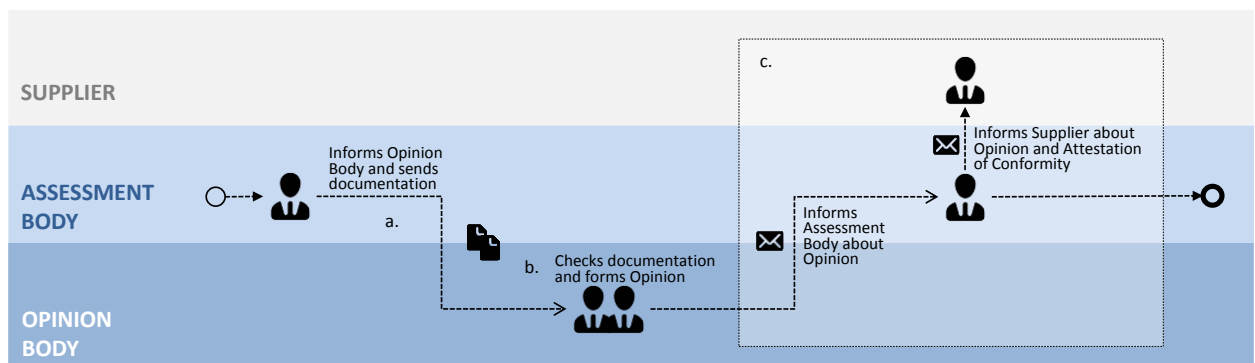 SUPPLIER
ASSESSMENT
BODY
OPINION
BODY
Informs Opinion
Body and sends
documentation
a.
b.
Checks documentation
and forms Opinion
c.
Informs
Assessment
Body about
Opinion
Informs Supplier about
Opinion and Attestation
of Conformity